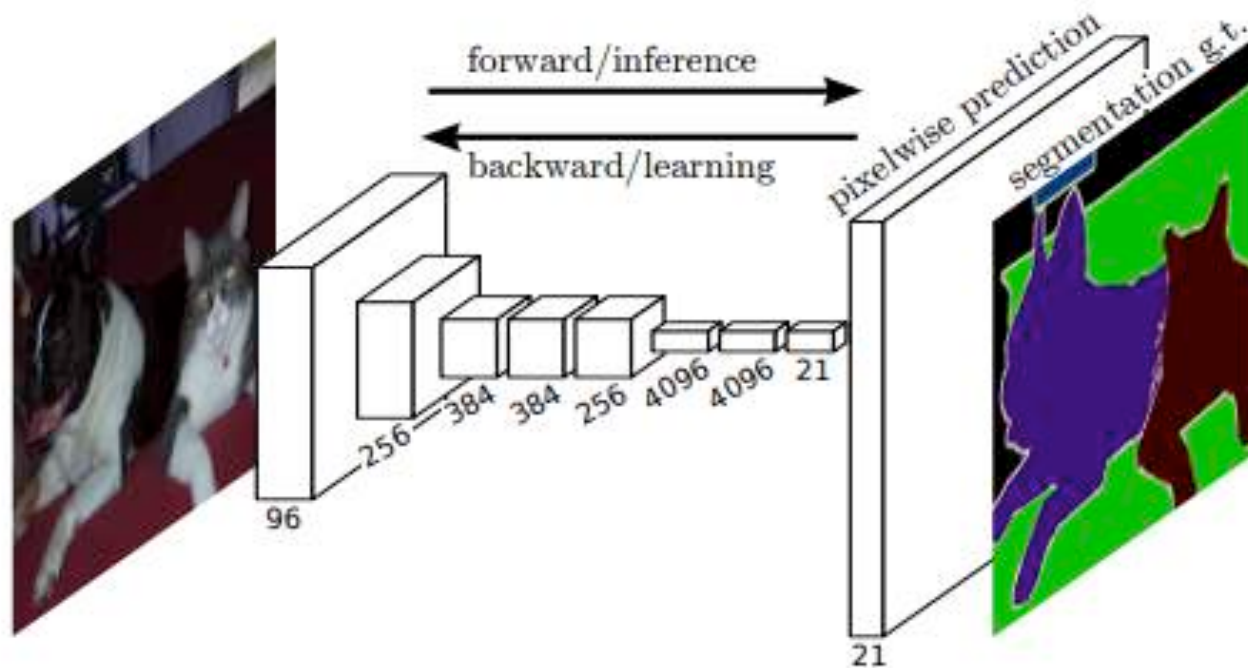 forward/inference
backward/learning
pixelwise prediction
segmentation g.t.
96
256
384
384
256
4096
4096
21
21